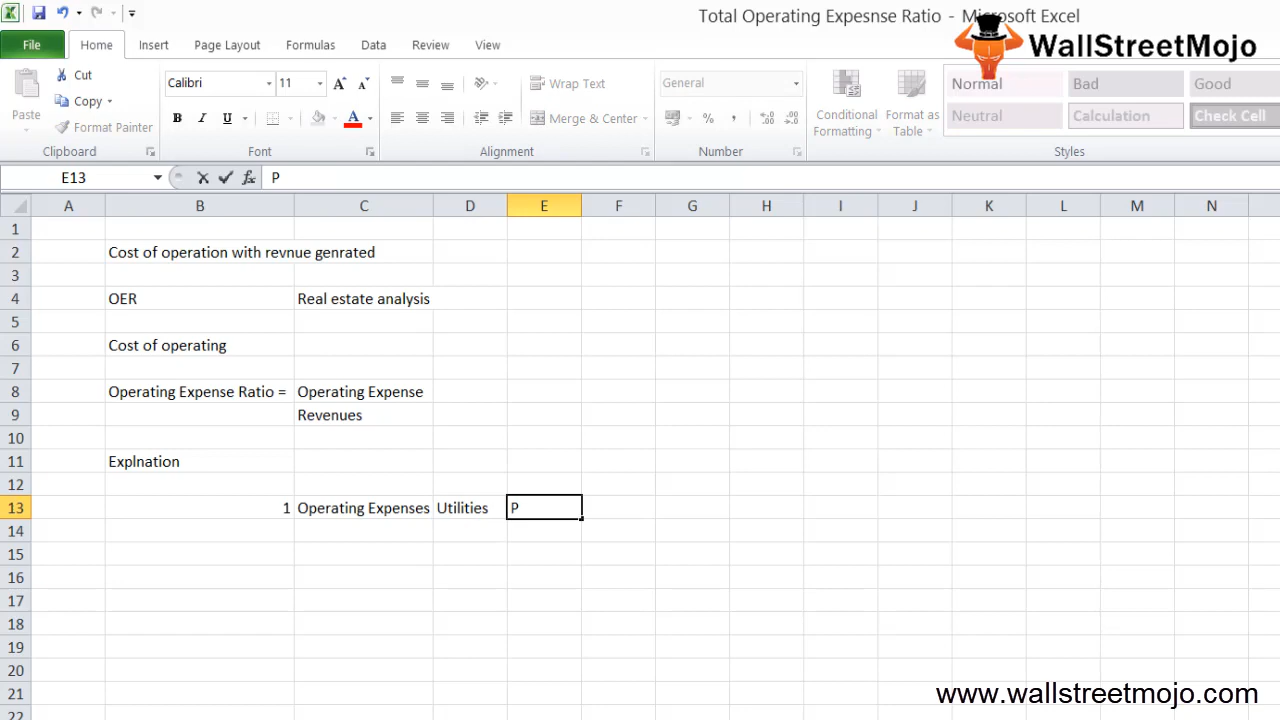 Total Operating Expesnse Ratio - Microsoft Excel
WallStreetMojo
File Home Insert Page Layout Formulas Data Review View
Paste
Cut
Copy
Format Painter
Clipboard
Calibri 11
B I U
Font
Wrap Text
Merge & Center
Alignment
General
%
Number
Conditional Formatting
Format as Table
Normal Bad Good
Neutral Calculation Check Cell
Styles
E13 fx P
A B C D E F G H I J K L M N
1
2 Cost of operation with revnue genrated
3
4 OER Real estate analysis
5
6 Cost of operating
7
8 Operating Expense Ratio = Operating Expense
9 Revenues
10
11 Explnation
12
13 1 Operating Expenses Utilities P
14
15
16
17
18
19
20
21
22
www.wallstreetmojo.com